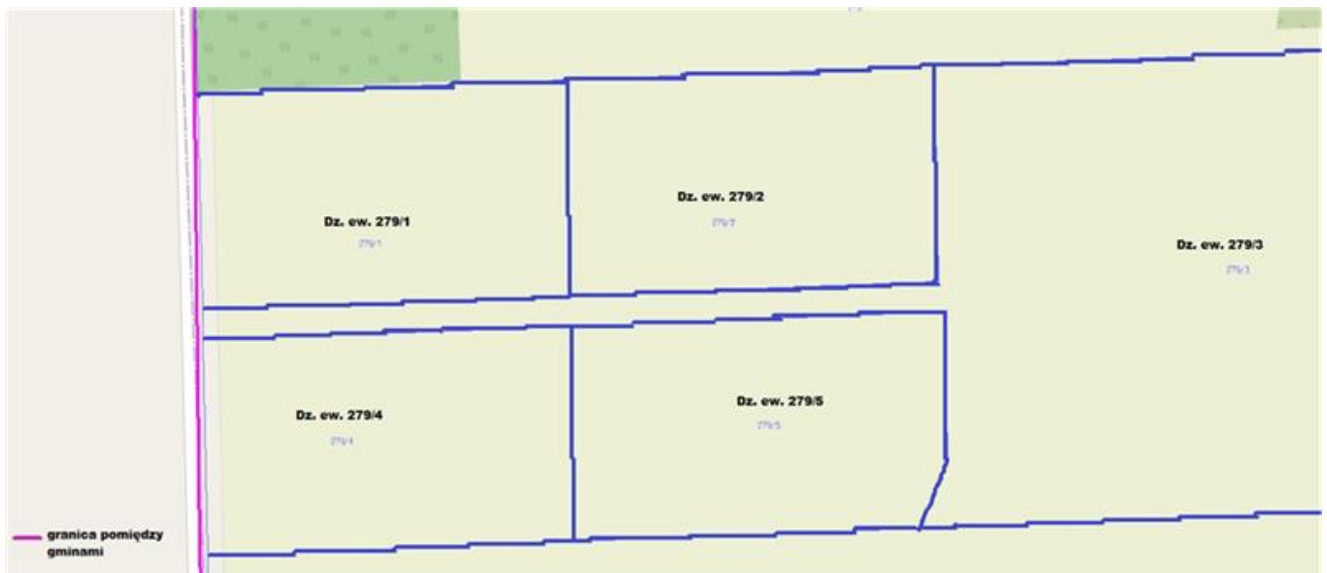 Dz. ew. 279/2
279/2
Dz. ew. 279/1
279/1
Dz. ew. 279/3
279/3
Dz. ew. 279/5
279/5
Dz. ew. 279/4
279/4
granica pomiędzy
gminami